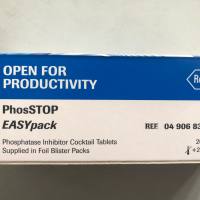 OPEN FOR
PRODUCTIVITY
PhosSTOP
EASYpack
REF 04 906 83
Phosphatase Inhibitor Cocktail Tablets
Supplied in Foil Blister Packs